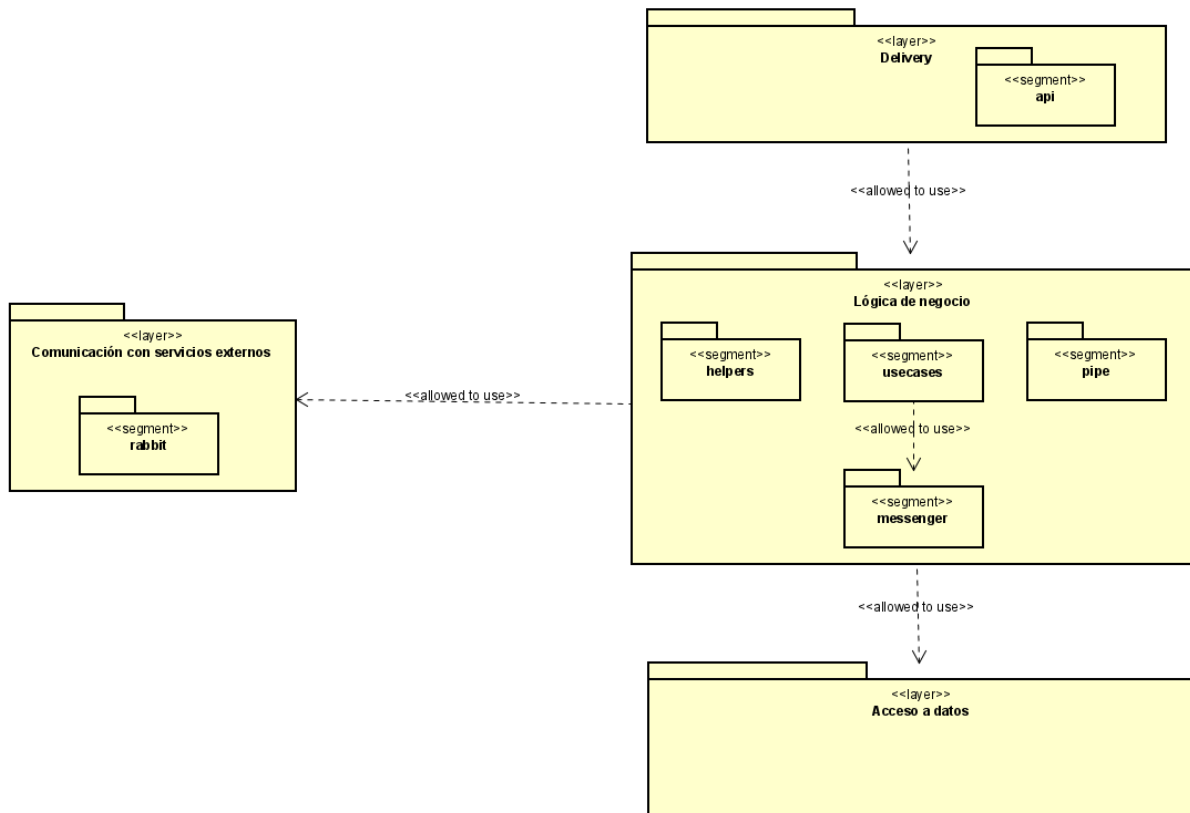 <<layer>>
Delivery
<<segment>>
api
<<allowed to use>>
<<layer>>
Lógica de negocio
<<segment>>
helpers
<<segment>>
usecases
<<segment>>
pipe
<<allowed to use>>
<<segment>>
messenger
<<allowed to use>>
<<layer>>
Comunicación con servicios externos
<<segment>>
rabbit
<<allowed to use>>
<<layer>>
Acceso a datos